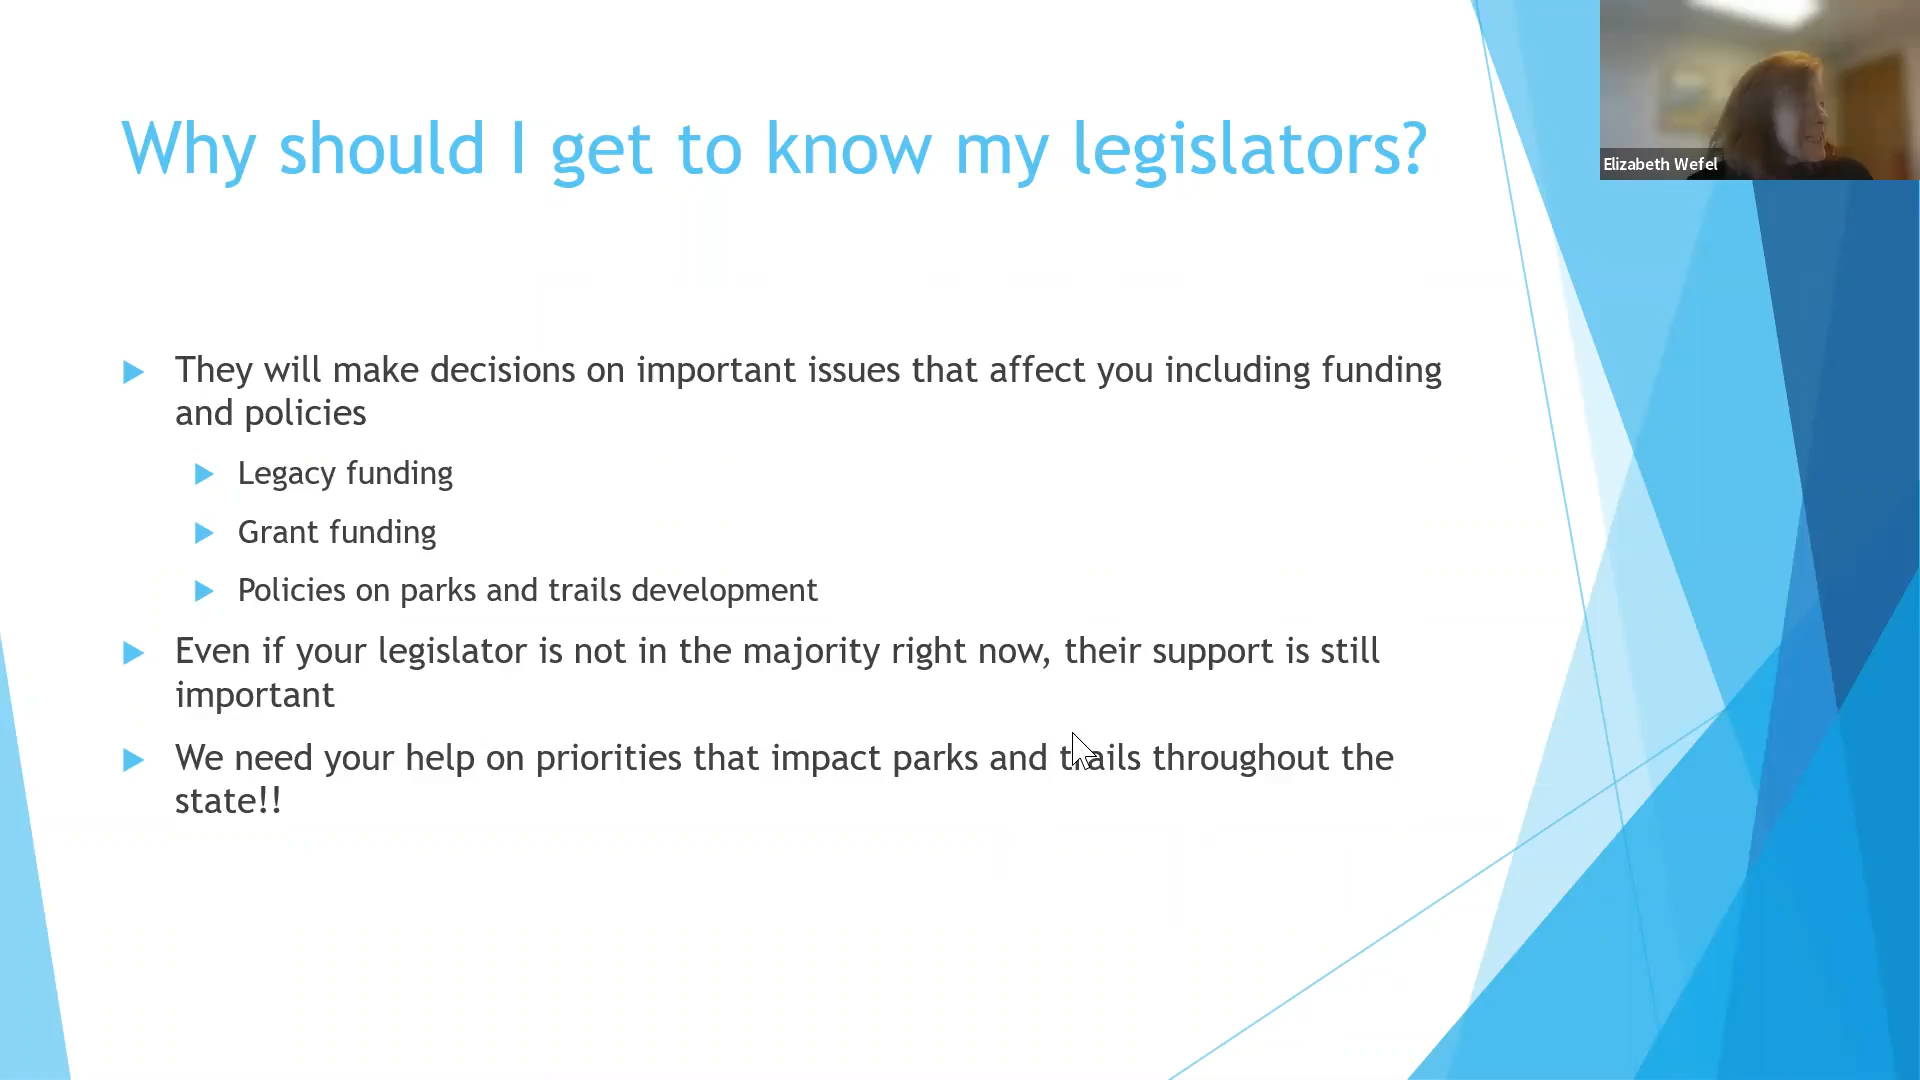 Why should I get to know my legislators?
Elizabeth Wefel
They will make decisions on important issues that affect you including funding
and policies
Legacy funding
Grant funding
Policies on parks and trails development
Even if your legislator is not in the majority right now, their support is still
important
We need your help on priorities that impact parks and trails throughout the
state!!